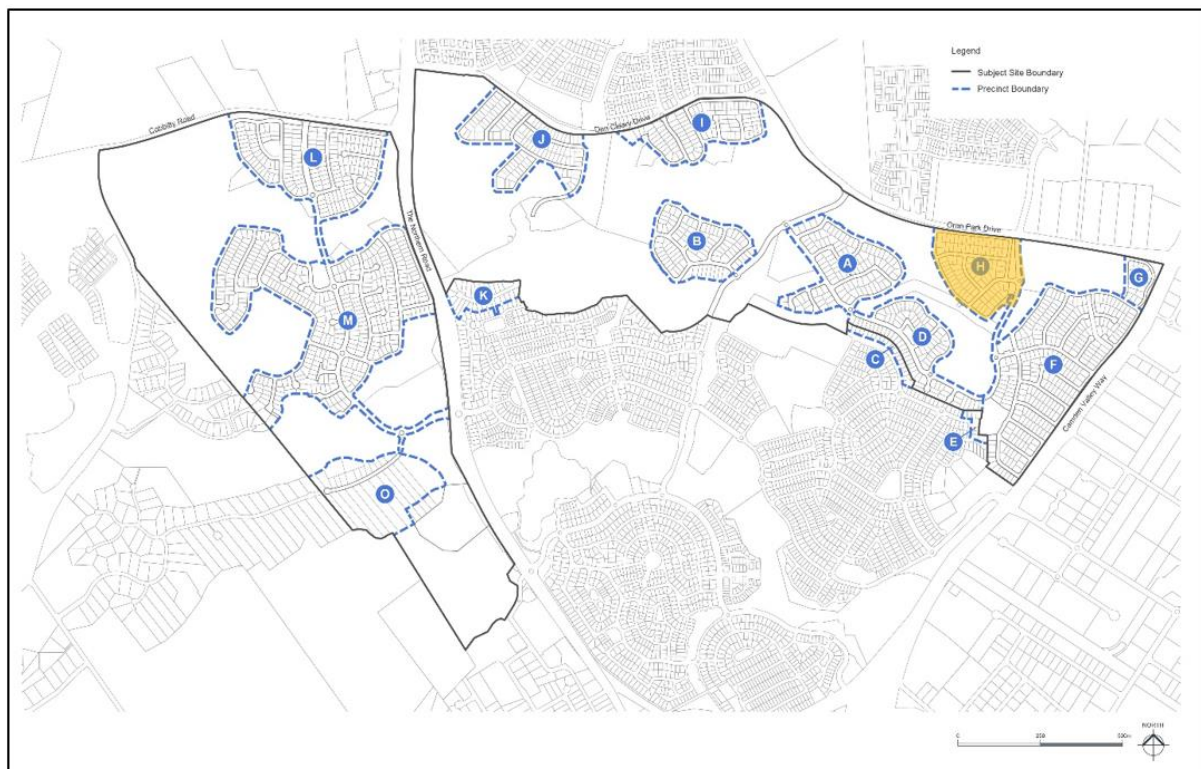 Legend
Subject Site Boundary
Precinct Boundary
Cobbitty Road
L
J
Dan Cleary Drive
I
The Northern Road
B
A
Oran Park Drive
H
G
K
M
D
C
F
Camden Valley Way
E
O
NORTH
0
250
500m